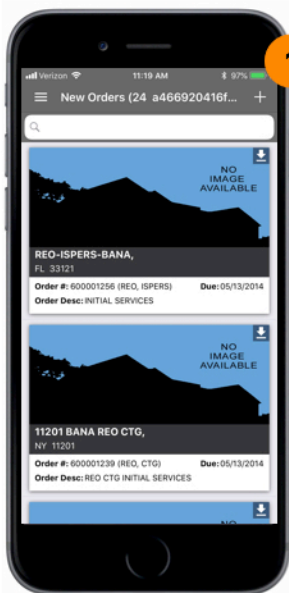 1
Verizon 11:19 AM 97%
New Orders (24 a466920416f... +
NO
IMAGE
AVAILABLE
REO-ISPERS-BANA,
FL 33121
Order #: 600001256 (REO, ISPERS) Due: 05/13/2014
Order Desc: INITIAL SERVICES
NO
IMAGE
AVAILABLE
11201 BANA REO CTG,
NY 11201
Order #: 600001239 (REO, CTG) Due: 05/13/2014
Order Desc: REO CTG INITIAL SERVICES
NO